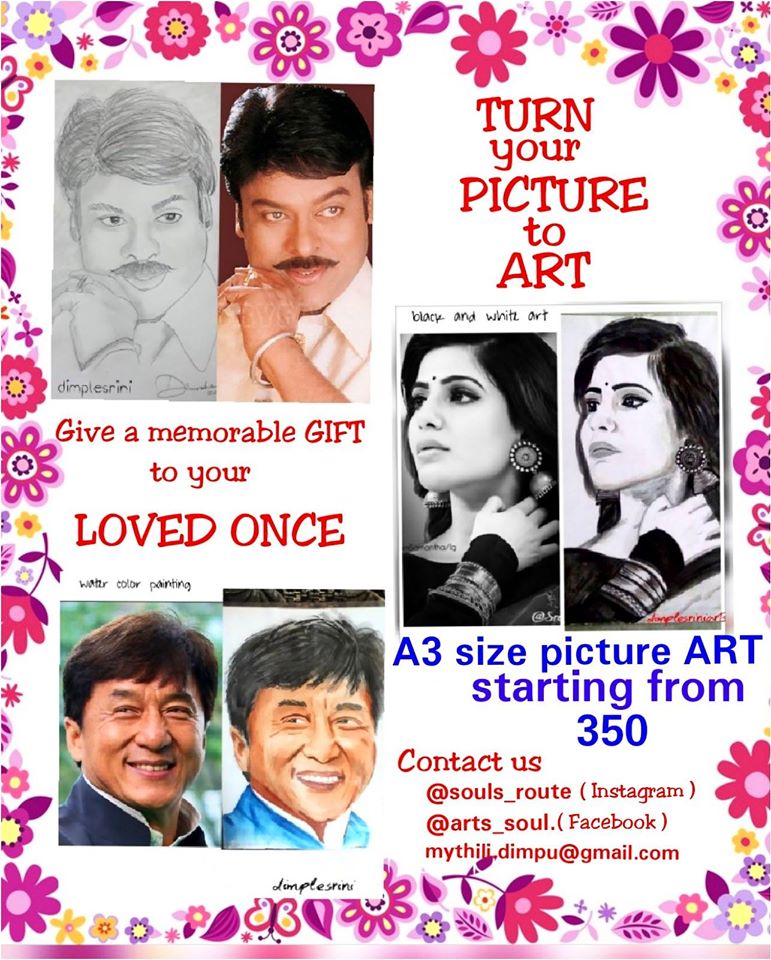 TURN
your
PICTURE
to
ART
dimplesrini
Give a memorable GIFT
to your
LOVED ONCE
black and white art
dimplesriniarts
water color painting
dimplesrini
A3 size picture ART
starting from
350
Contact us
@souls_route ( Instagram )
@arts_soul.( Facebook )
mythili.dimpu@gmail.com